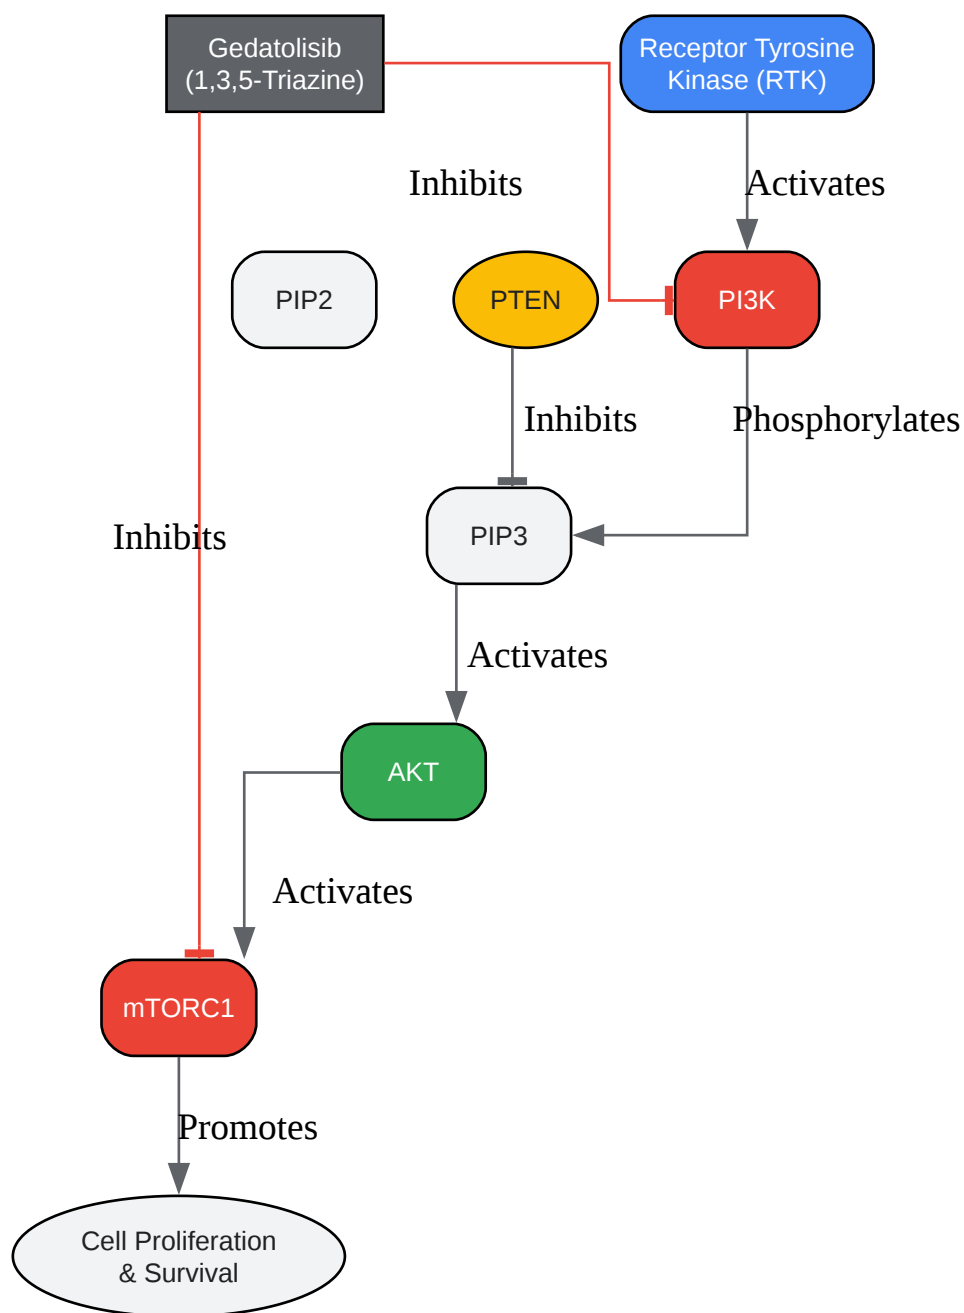 Gedatolisib
(1,3,5-Triazine)
Receptor Tyrosine
Kinase (RTK)
Inhibits
Activates
PIP2
PTEN
PI3K
Inhibits
Phosphorylates
PIP3
Inhibits
Activates
AKT
Activates
mTORC1
Promotes
Cell Proliferation
& Survival